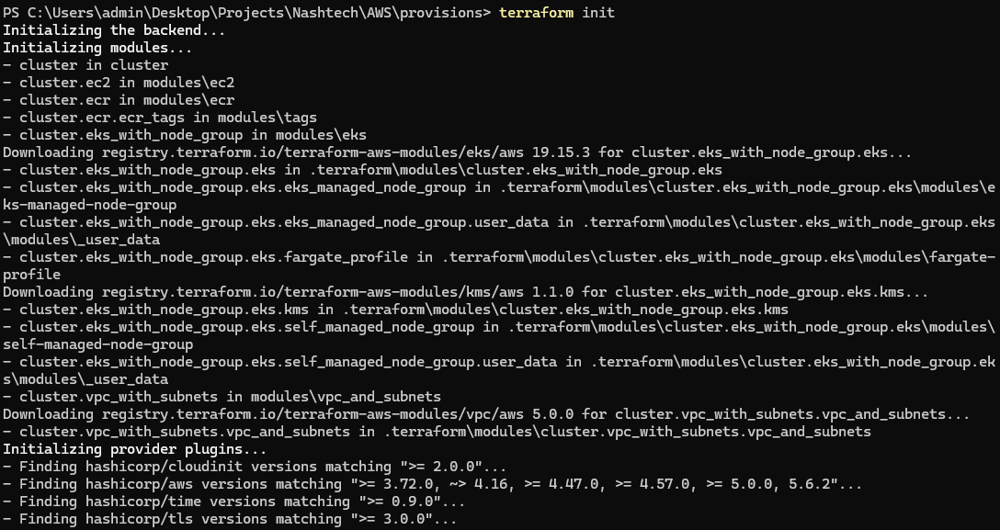 PS C:\Users\admin\Desktop\Projects\Nashtech\AWS\provisions> terraform init
Initializing the backend...
Initializing modules...
- cluster in cluster
- cluster.ec2 in modules\ec2
- cluster.ecr in modules\ecr
- cluster.ecr.ecr_tags in modules\tags
- cluster.eks_with_node_group in modules\eks
Downloading registry.terraform.io/terraform-aws-modules/eks/aws 19.15.3 for cluster.eks_with_node_group.eks...
- cluster.eks_with_node_group.eks in .terraform\modules\cluster.eks_with_node_group.eks
- cluster.eks_with_node_group.eks.eks_managed_node_group in .terraform\modules\cluster.eks_with_node_group.eks\modules\e
ks-managed-node-group
- cluster.eks_with_node_group.eks.eks_managed_node_group.user_data in .terraform\modules\cluster.eks_with_node_group.eks
\modules\_user_data
- cluster.eks_with_node_group.eks.fargate_profile in .terraform\modules\cluster.eks_with_node_group.eks\modules\fargate-
profile
Downloading registry.terraform.io/terraform-aws-modules/kms/aws 1.1.0 for cluster.eks_with_node_group.eks.kms...
- cluster.eks_with_node_group.eks.kms in .terraform\modules\cluster.eks_with_node_group.eks.kms
- cluster.eks_with_node_group.eks.self_managed_node_group in .terraform\modules\cluster.eks_with_node_group.eks\modules\
self-managed-node-group
- cluster.eks_with_node_group.eks.self_managed_node_group.user_data in .terraform\modules\cluster.eks_with_node_group.ek
s\modules\_user_data
- cluster.vpc_with_subnets in modules\vpc_and_subnets
Downloading registry.terraform.io/terraform-aws-modules/vpc/aws 5.0.0 for cluster.vpc_with_subnets.vpc_and_subnets...
- cluster.vpc_with_subnets.vpc_and_subnets in .terraform\modules\cluster.vpc_with_subnets.vpc_and_subnets
Initializing provider plugins...
- Finding hashicorp/cloudinit versions matching ">= 2.0.0"...
- Finding hashicorp/aws versions matching ">= 3.72.0, ~> 4.16, >= 4.47.0, >= 4.57.0, >= 5.0.0, 5.6.2"...
- Finding hashicorp/time versions matching ">= 0.9.0"...
- Finding hashicorp/tls versions matching ">= 3.0.0"...